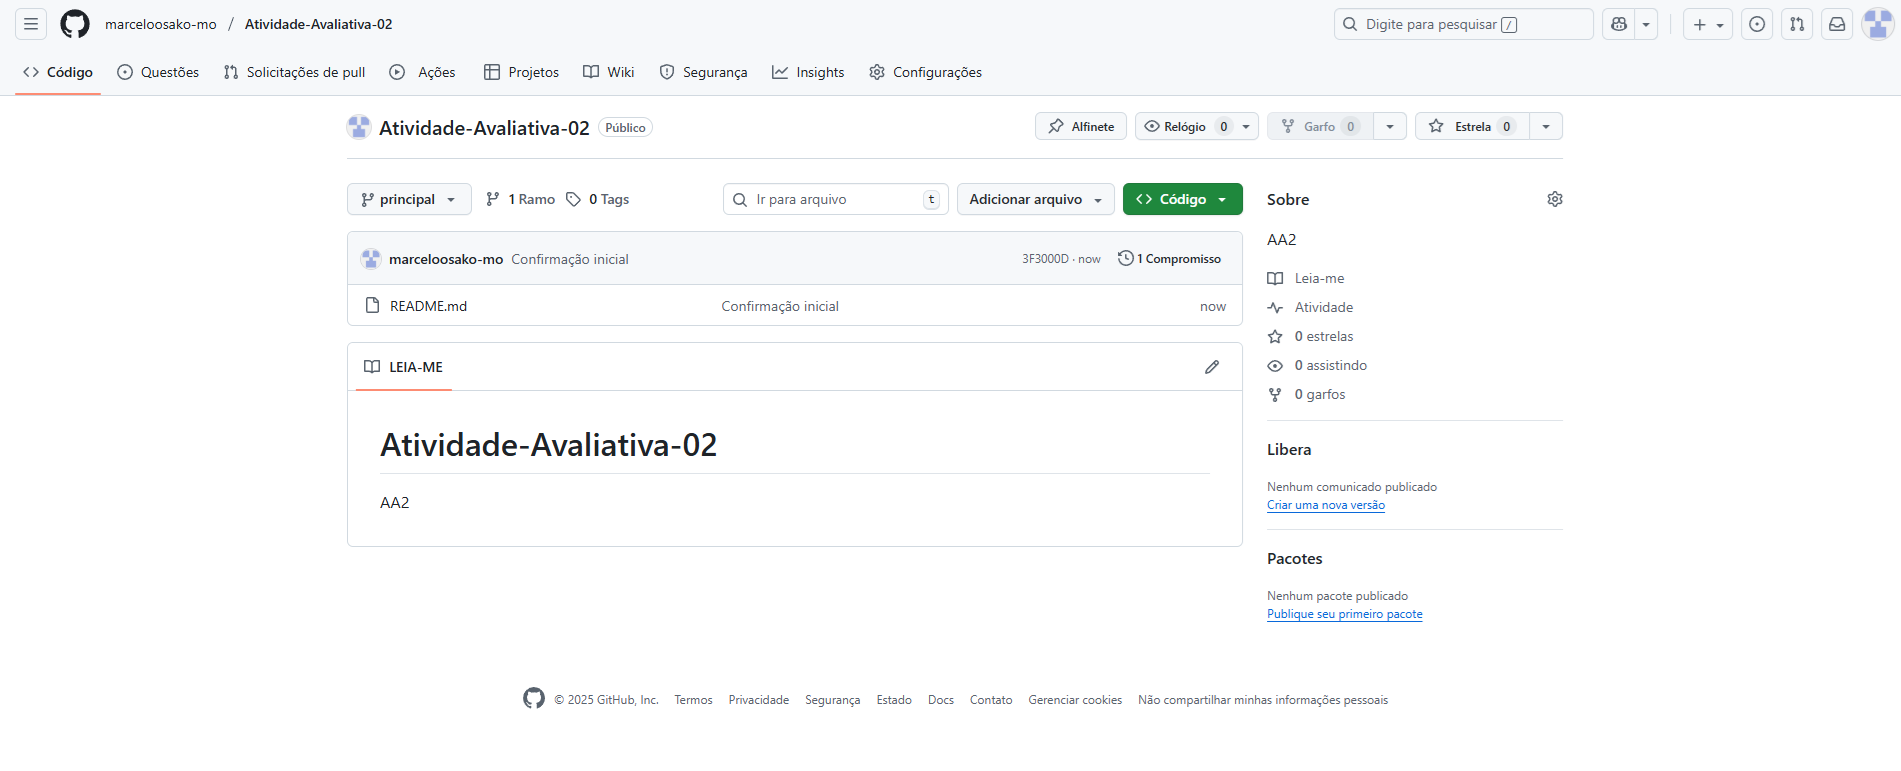 marceloosako-mo / Atividade-Avaliativa-02
Digite para pesquisar /
Código Questões Solicitações de pull Ações Projetos Wiki Segurança Insights Configurações
Atividade-Avaliativa-02 Público
Alfinete Relógio 0 Garfo 0 Estrela 0
principal 1 Ramo 0 Tags Ir para arquivo t Adicionar arquivo Código
marceloosako-mo Confirmação inicial 3F3000D · now 1 Compromisso
README.md Confirmação inicial now
LEIA-ME
Atividade-Avaliativa-02
AA2
Sobre
AA2
Leia-me
Atividade
0 estrelas
0 assistindo
0 garfos
Libera
Nenhum comunicado publicado
Criar uma nova versão
Pacotes
Nenhum pacote publicado
Publique seu primeiro pacote
© 2025 GitHub, Inc. Termos Privacidade Segurança Estado Docs Contato Gerenciar cookies Não compartilhar minhas informações pessoais